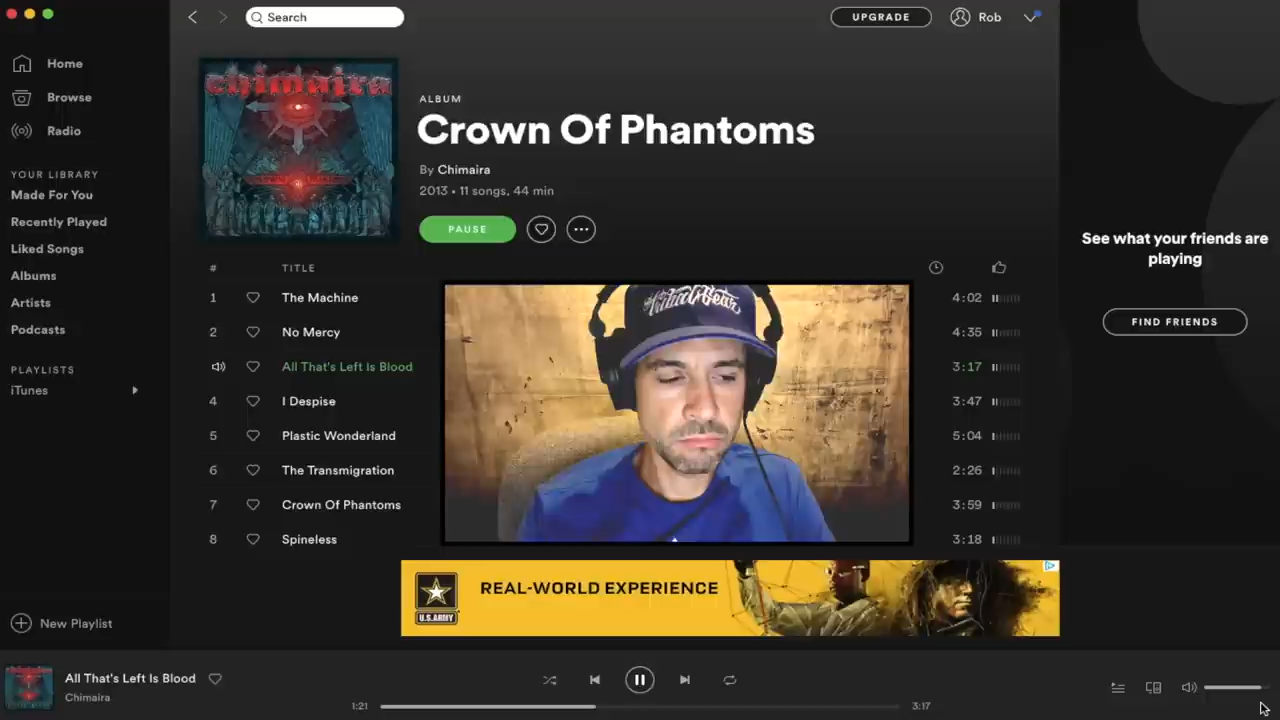 Search
UPGRADE
Rob
Home
Browse
Radio
YOUR LIBRARY
Made For You
Recently Played
Liked Songs
Albums
Artists
Podcasts
PLAYLISTS
iTunes
New Playlist
chimaira
ALBUM
Crown Of Phantoms
By Chimaira
2013 • 11 songs, 44 min
PAUSE
# TITLE
1 The Machine 4:02
2 No Mercy 4:35
All That's Left Is Blood 3:17
4 I Despise 3:47
5 Plastic Wonderland 5:04
6 The Transmigration 2:26
7 Crown Of Phantoms 3:59
8 Spineless 3:18
See what your friends are
playing
FIND FRIENDS
U.S.ARMY
REAL-WORLD EXPERIENCE
All That's Left Is Blood
Chimaira
1:21
3:17